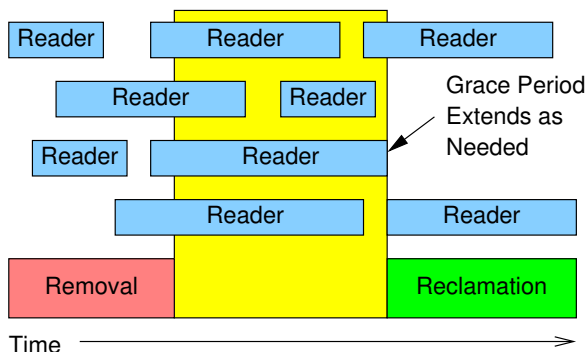 Reader
Reader
Reader
Reader
Reader
Grace Period
Extends as
Needed
Reader
Reader
Reader
Reader
Removal
Reclamation
Time